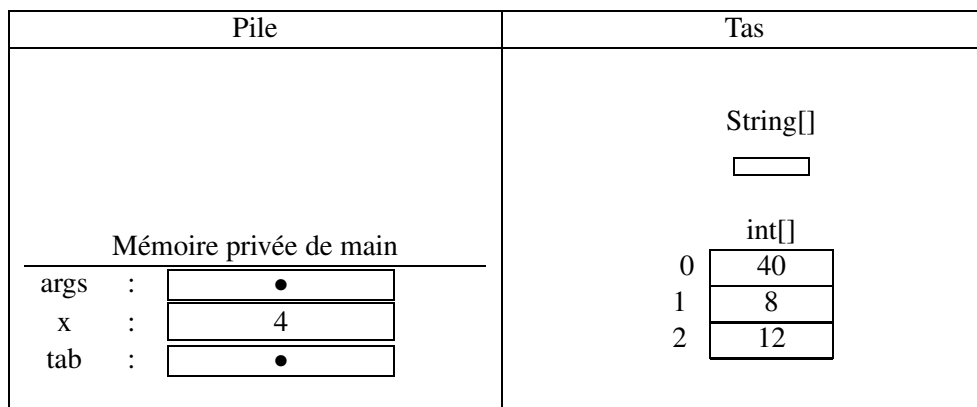 Pile
Tas
String[]
Mémoire privée de main
args : •
x : 4
tab : •
int[]
0 40
1 8
2 12